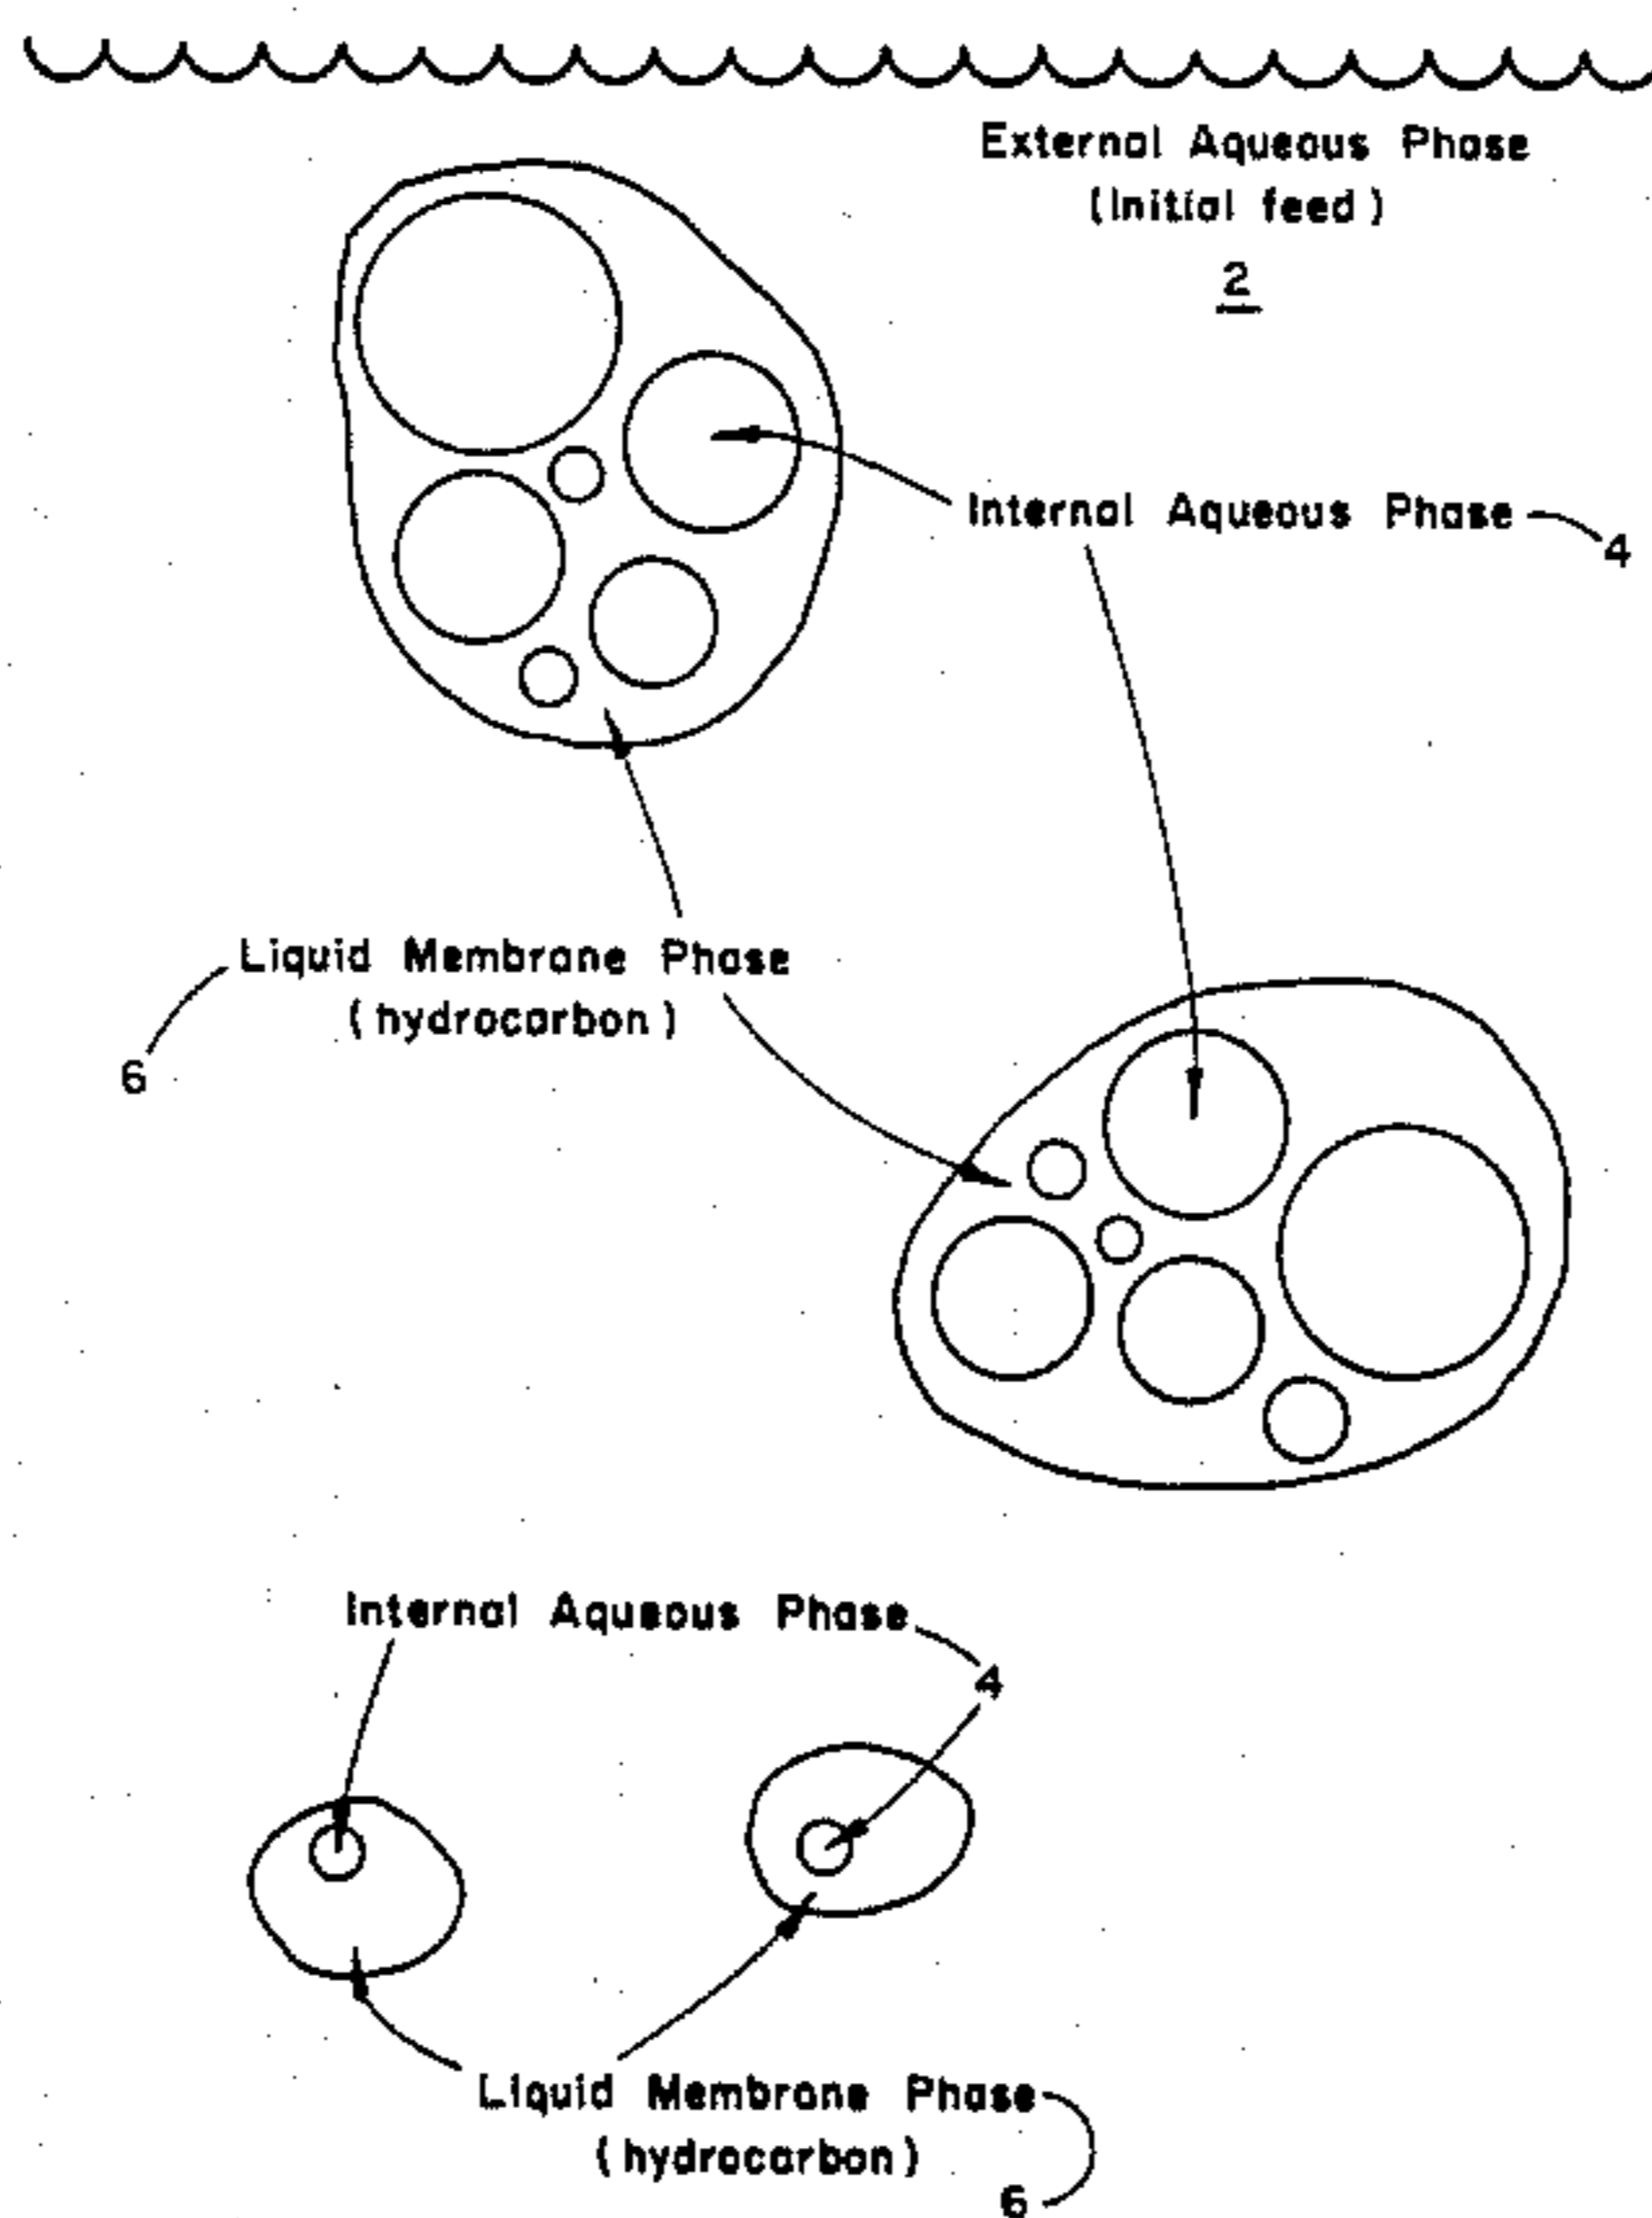 External Aqueous Phase
(Initial feed)
2
Internal Aqueous Phase 4
Liquid Membrane Phase
(hydrocarbon)
6
Internal Aqueous Phase
4
Liquid Membrane Phase
(hydrocarbon)
6